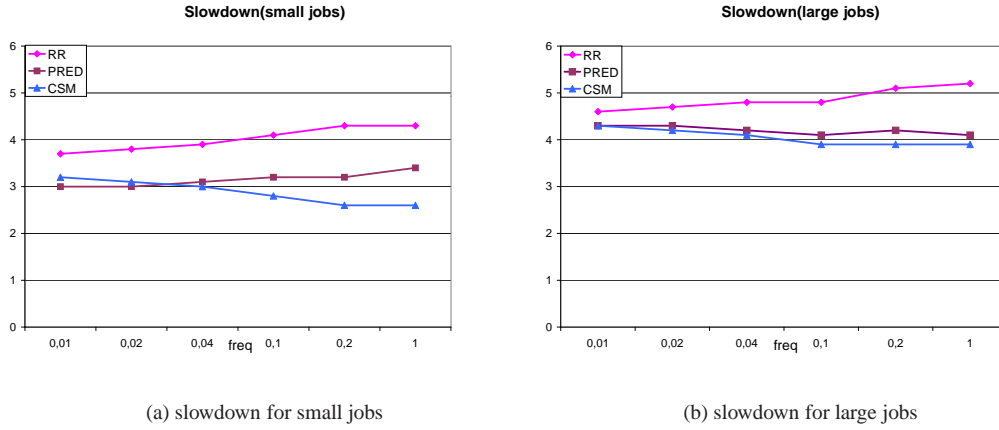 Slowdown(small jobs)
6
5
4
3
2
1
0
RR
PRED
CSM
0,01
0,02
0,04
0,1
0,2
1
freq
(a) slowdown for small jobs
Slowdown(large jobs)
6
5
4
3
2
1
0
RR
PRED
CSM
0,01
0,02
0,04
0,1
0,2
1
freq
(b) slowdown for large jobs